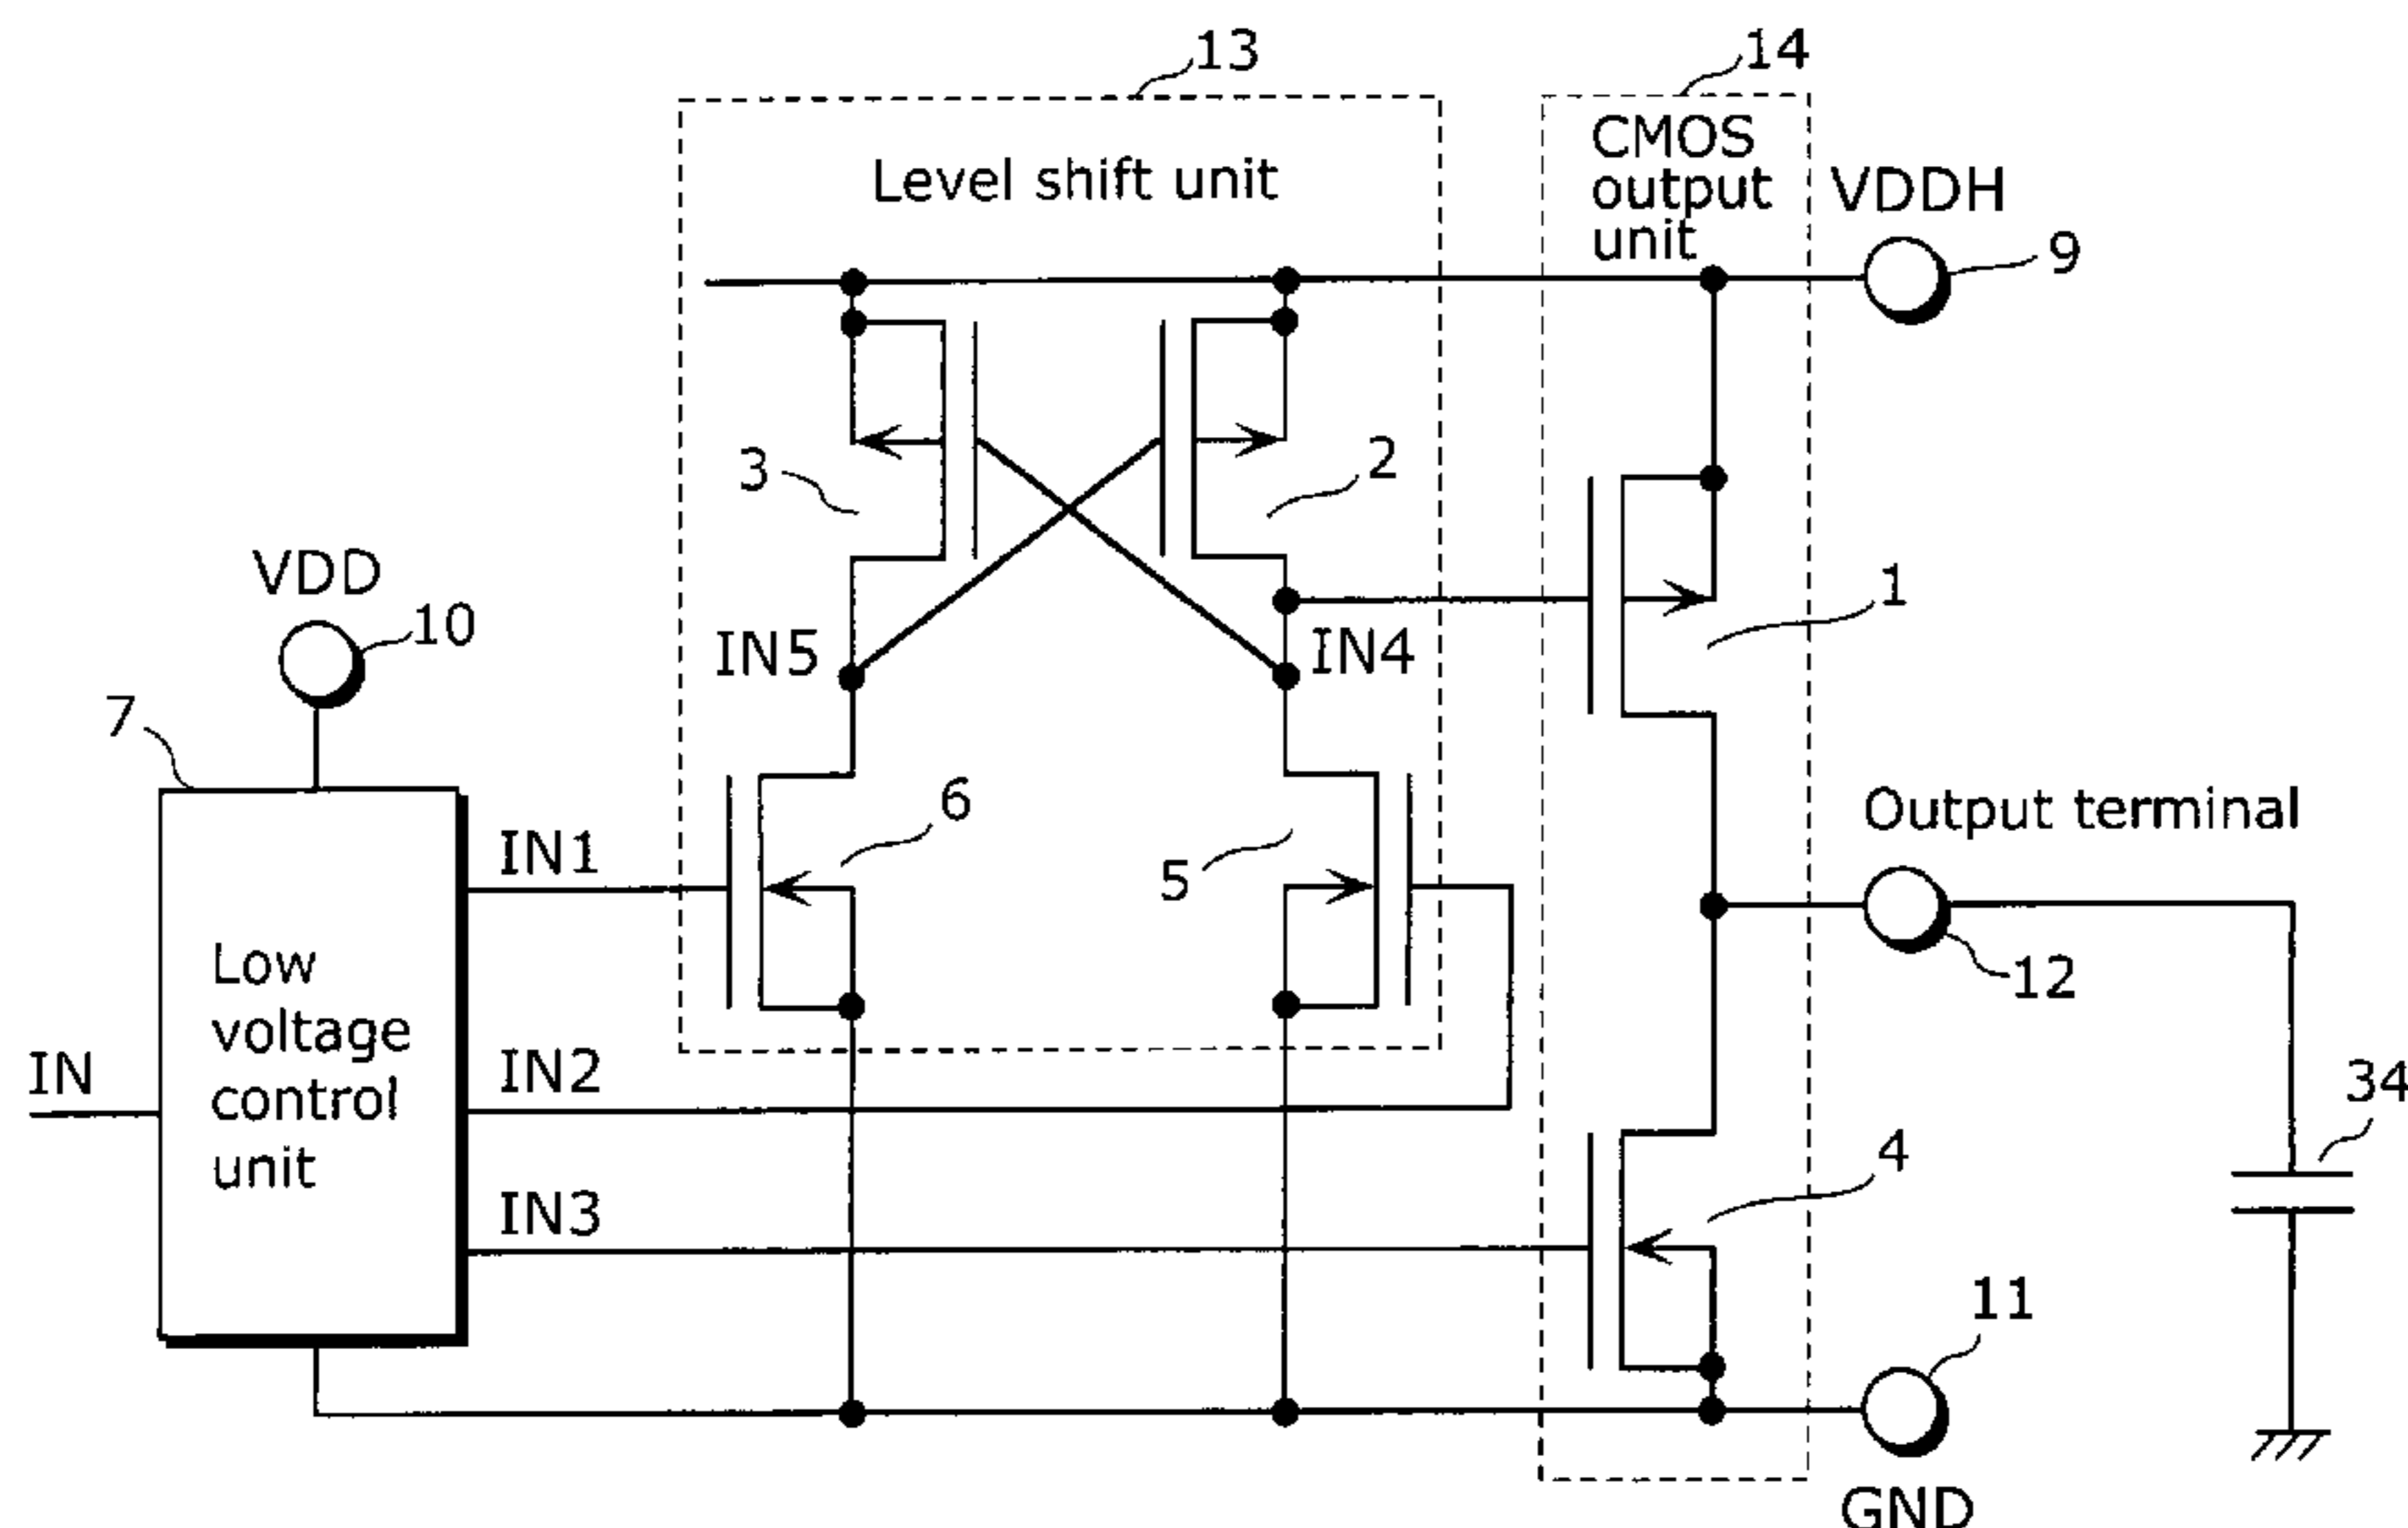 13
14
Level shift unit
CMOS
output
unit
VDDH
9
3
2
VDD
10
1
IN5
IN4
7
6
5
Output terminal
IN1
12
Low
voltage
control
unit
IN
IN2
34
IN3
4
11
GND